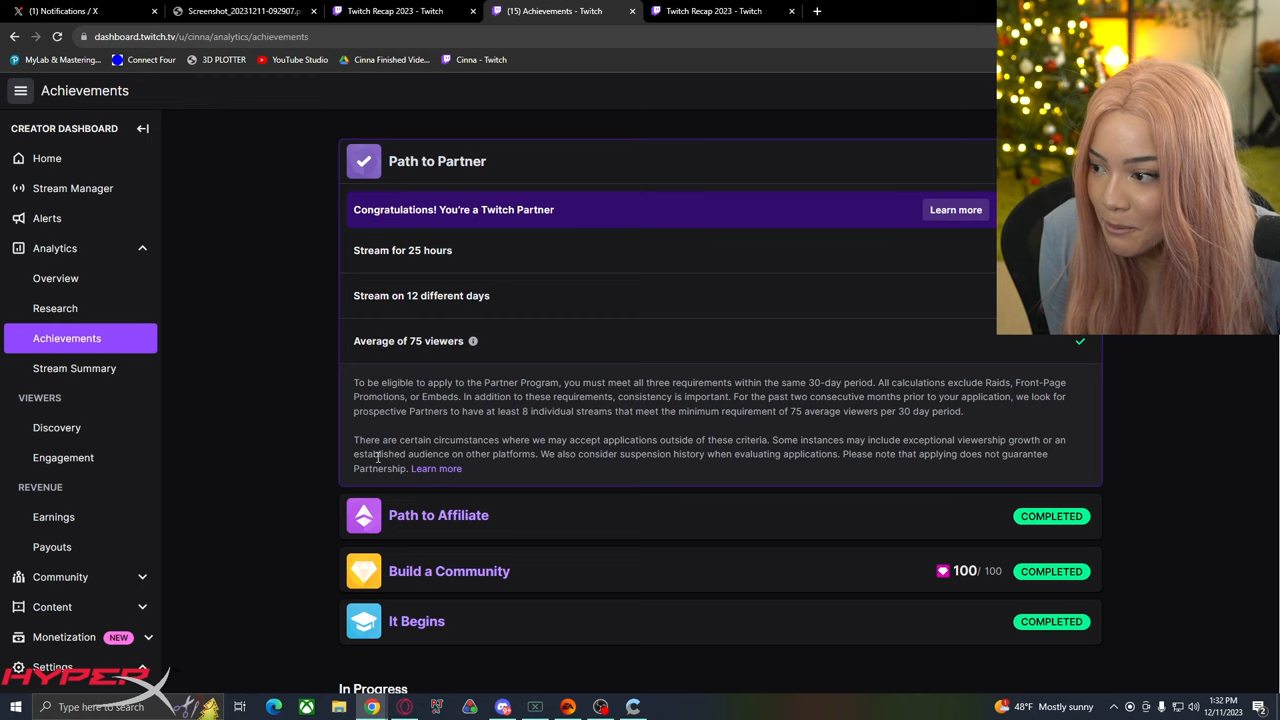 (1) Notifications / X
Screenshot_20231211-092907.p
Twitch Recap 2023 - Twitch
(15) Achievements - Twitch
Twitch Recap 2023 - Twitch
dashboard.twitch.tv/u/cinna/analytics/achievements
MyLab & Mastering...
Connect Four
3D PLOTTER
YouTube Studio
Cinna Finished Vide...
Cinna - Twitch
Achievements
CREATOR DASHBOARD
Home
Stream Manager
Alerts
Analytics
Overview
Research
Achievements
Stream Summary
VIEWERS
Discovery
Engagement
REVENUE
Earnings
Payouts
Community
Content
Monetization NEW
Settings
Path to Partner
Congratulations! You're a Twitch Partner
Learn more
Stream for 25 hours
Stream on 12 different days
Average of 75 viewers
To be eligible to apply to the Partner Program, you must meet all three requirements within the same 30-day period. All calculations exclude Raids, Front-Page
Promotions, or Embeds. In addition to these requirements, consistency is important. For the past two consecutive months prior to your application, we look for
prospective Partners to have at least 8 individual streams that meet the minimum requirement of 75 average viewers per 30 day period.
There are certain circumstances where we may accept applications outside of these criteria. Some instances may include exceptional viewership growth or an
established audience on other platforms. We also consider suspension history when evaluating applications. Please note that applying does not guarantee
Partnership. Learn more
Path to Affiliate
COMPLETED
Build a Community
100/ 100
COMPLETED
It Begins
COMPLETED
In Progress
HYPERX
Type here to search
48°F Mostly sunny
1:32 PM
12/11/2023
2